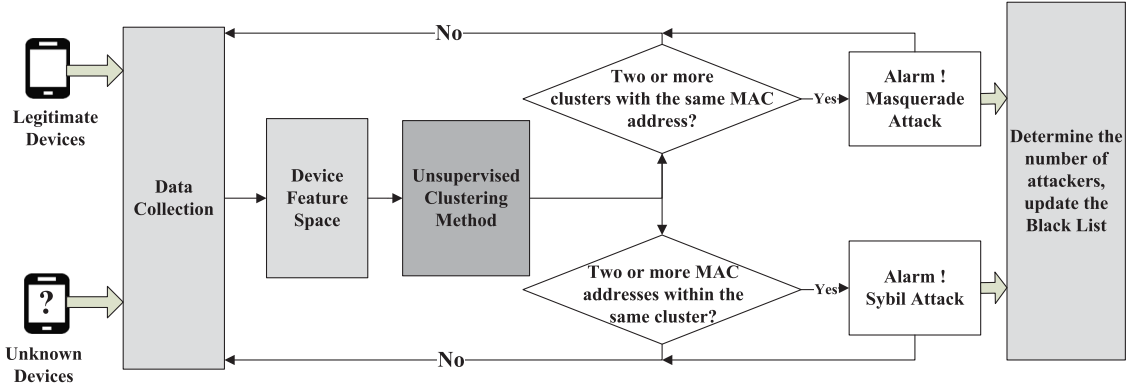 No
Legitimate
Devices
Data
Collection
Device
Feature
Space
Unsupervised
Clustering
Method
Two or more
clusters with the same MAC
address?
Yes
Alarm !
Masquerade
Attack
Determine the
number of
attackers,
update the
Black List
?
Unknown
Devices
Two or more MAC
addresses within the
same cluster?
Yes
Alarm !
Sybil Attack
No